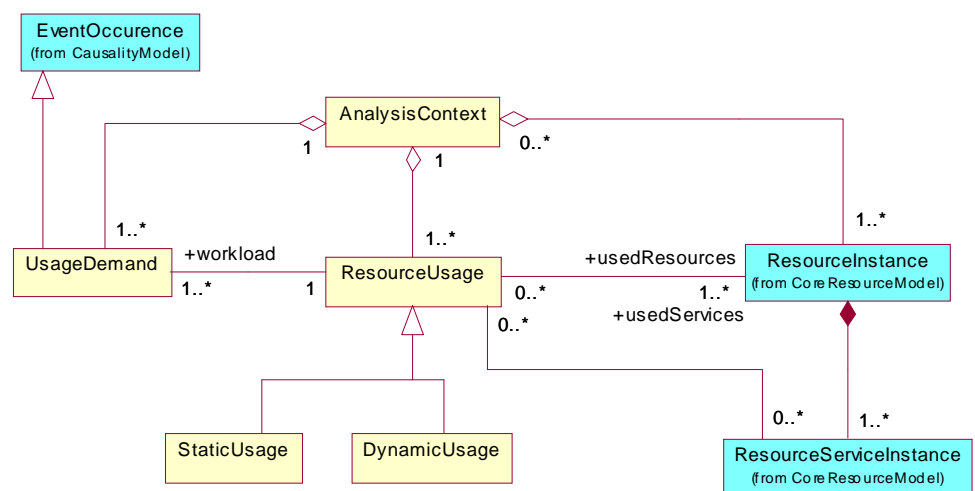 EventOccurence
(from CausalityModel)
AnalysisContext
1
1
0..*
1..*
1..*
1..*
+workload
UsageDemand
1..*
1
ResourceUsage
+usedResources
0..*
1..*
ResourceInstance
(from CoreResourceModel)
+usedServices
0..*
0..*
1..*
StaticUsage
DynamicUsage
ResourceServiceInstance
(from CoreResourceModel)